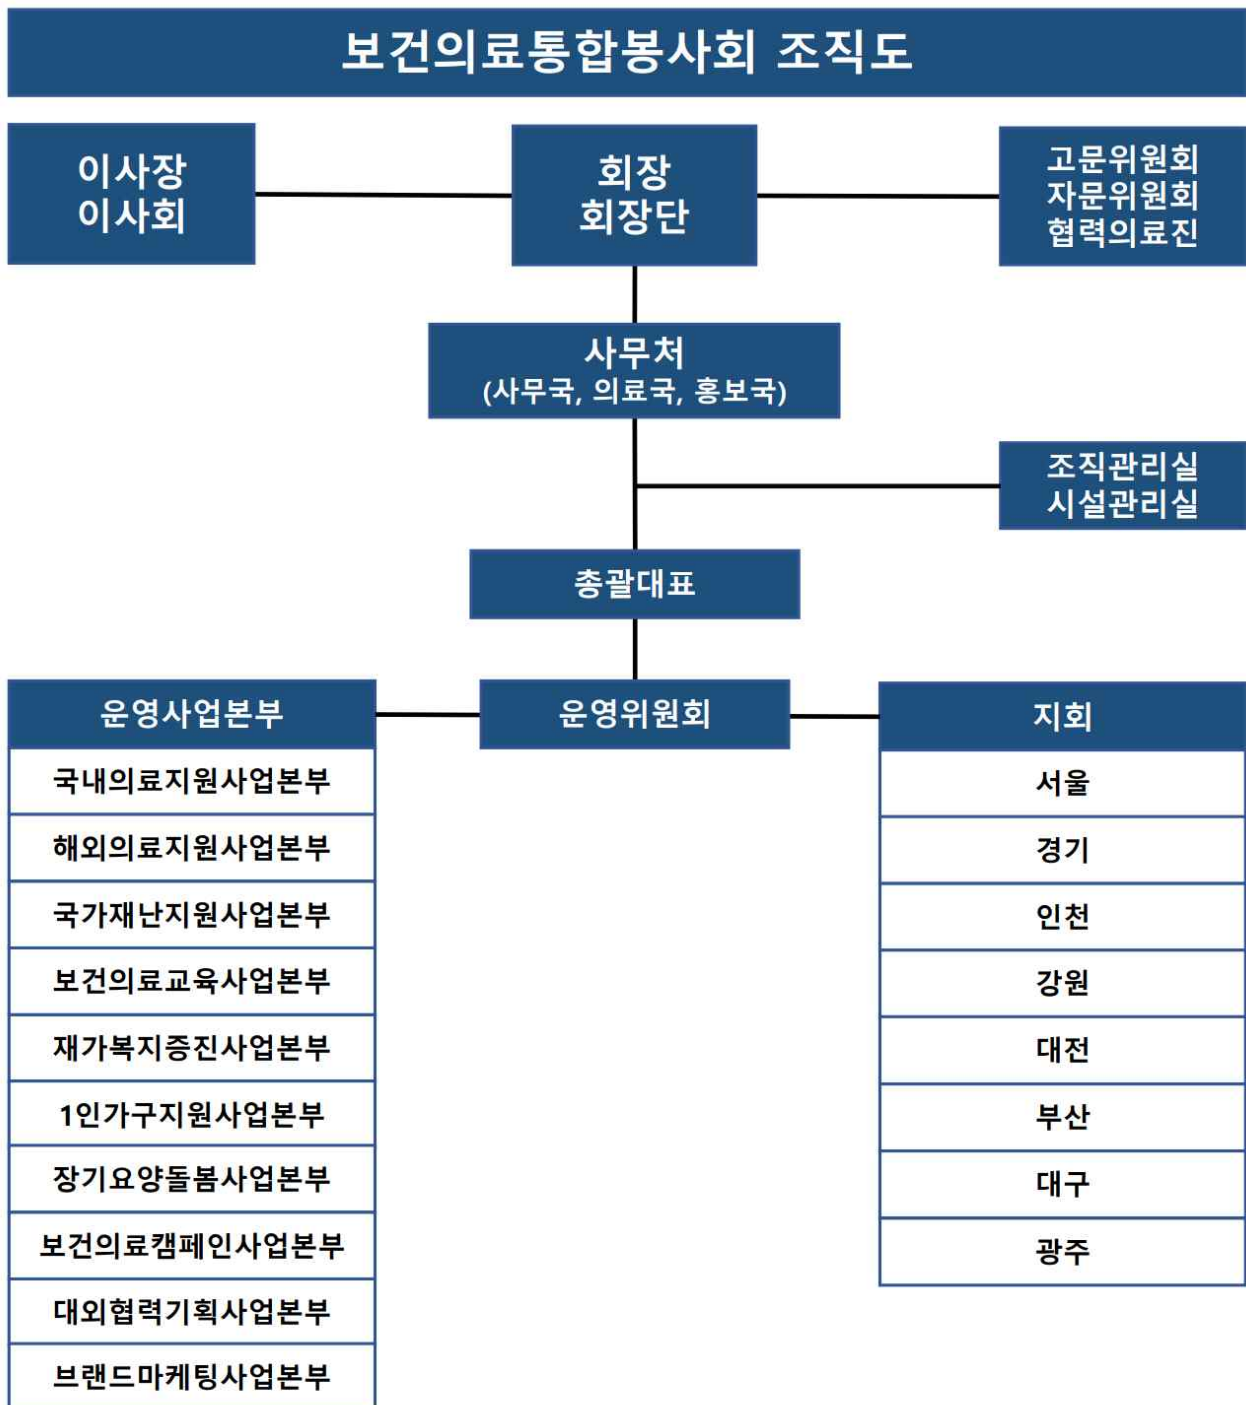 보건의료통합봉사회 조직도
이사장
이사회
회장
회장단
고문위원회
자문위원회
협력의료진
사무처
(사무국, 의료국, 홍보국)
조직관리실
시설관리실
총괄대표
운영사업본부
국내의료지원사업본부
해외의료지원사업본부
국가재난지원사업본부
보건의료교육사업본부
재가복지증진사업본부
1인가구지원사업본부
장기요양돌봄사업본부
보건의료캠페인사업본부
대외협력기획사업본부
브랜드마케팅사업본부
운영위원회
지회
서울
경기
인천
강원
대전
부산
대구
광주